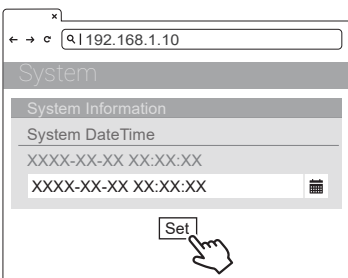 192.168.1.10
System
System Information
System DateTime
XXXX-XX-XX XX:XX:XX
XXXX-XX-XX XX:XX:XX
Set